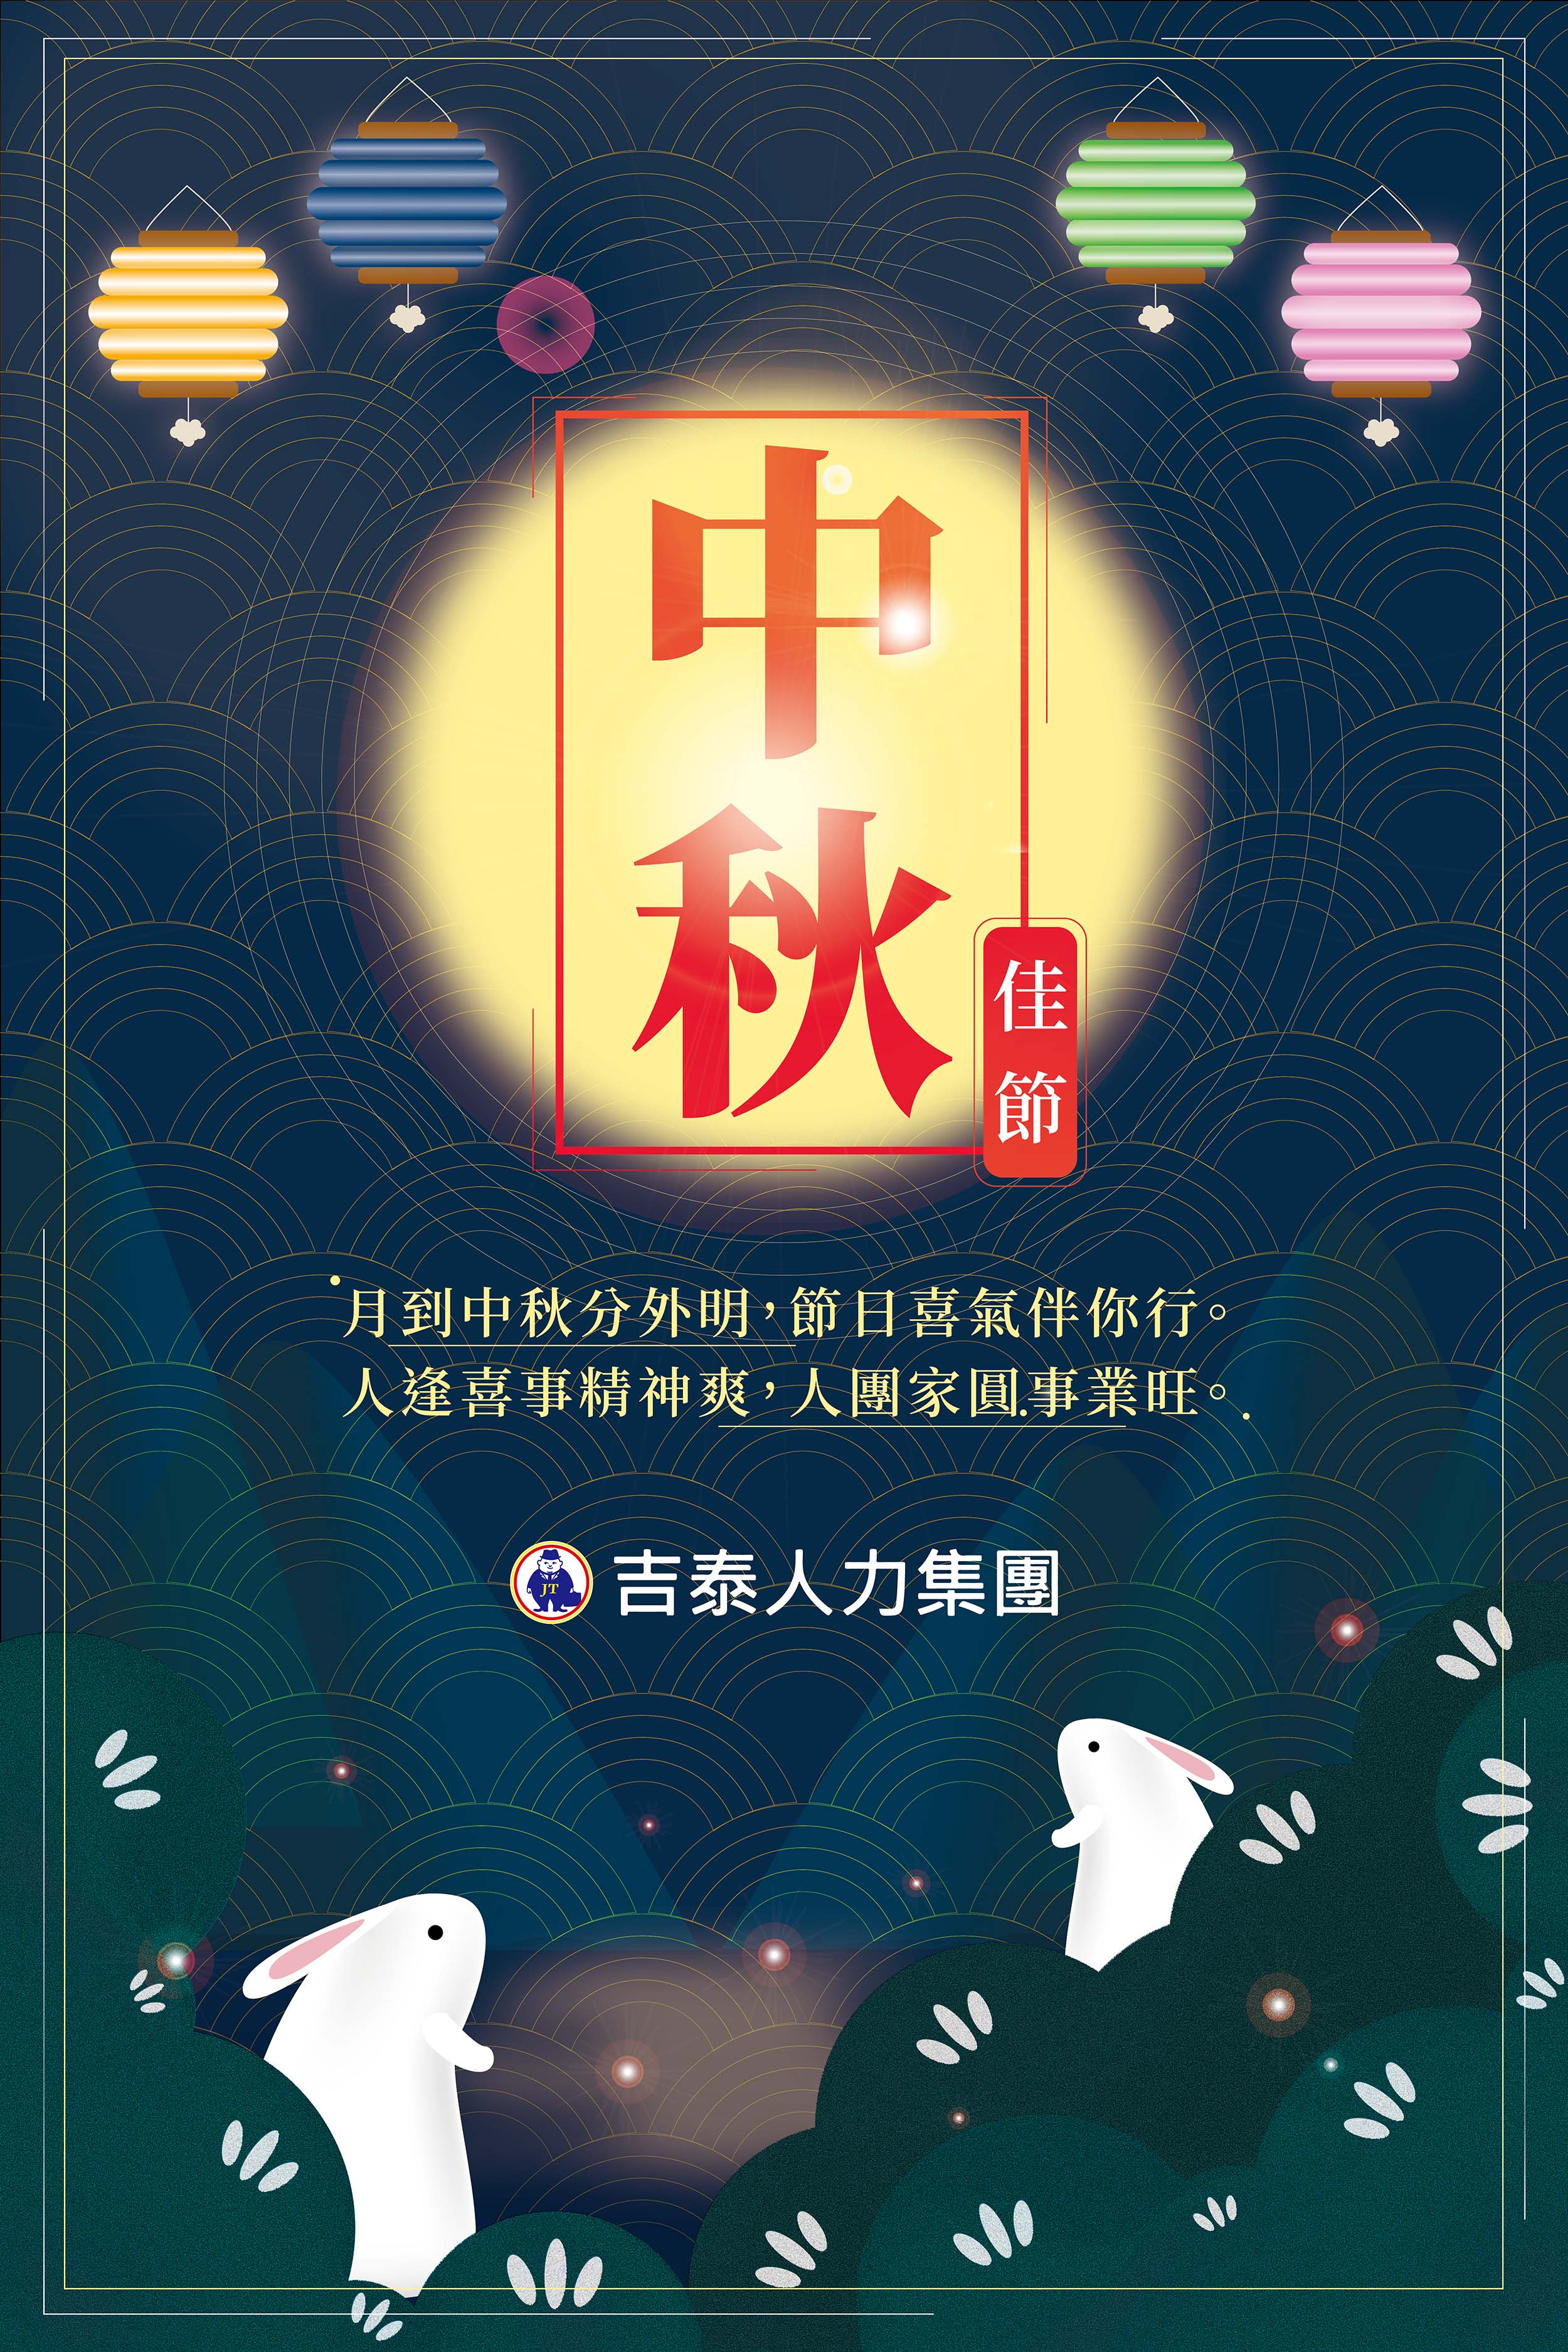 中秋
佳節
月到中秋分外明，節日喜氣伴你行。
人逢喜事精神爽，人團家圓.事業旺。
JT
吉泰人力集團